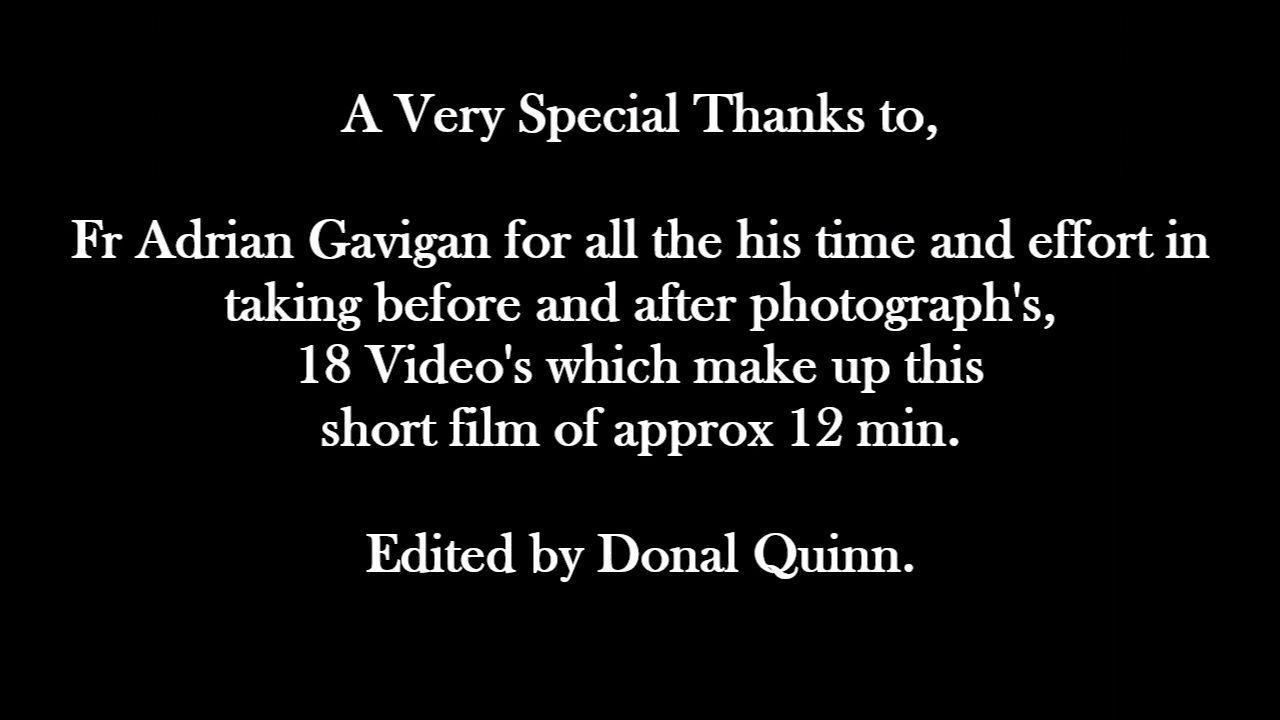 A Very Special Thanks to,
Fr Adrian Gavigan for all the his time and effort in
taking before and after photograph's,
18 Video's which make up this
short film of approx 12 min.
Edited by Donal Quinn.